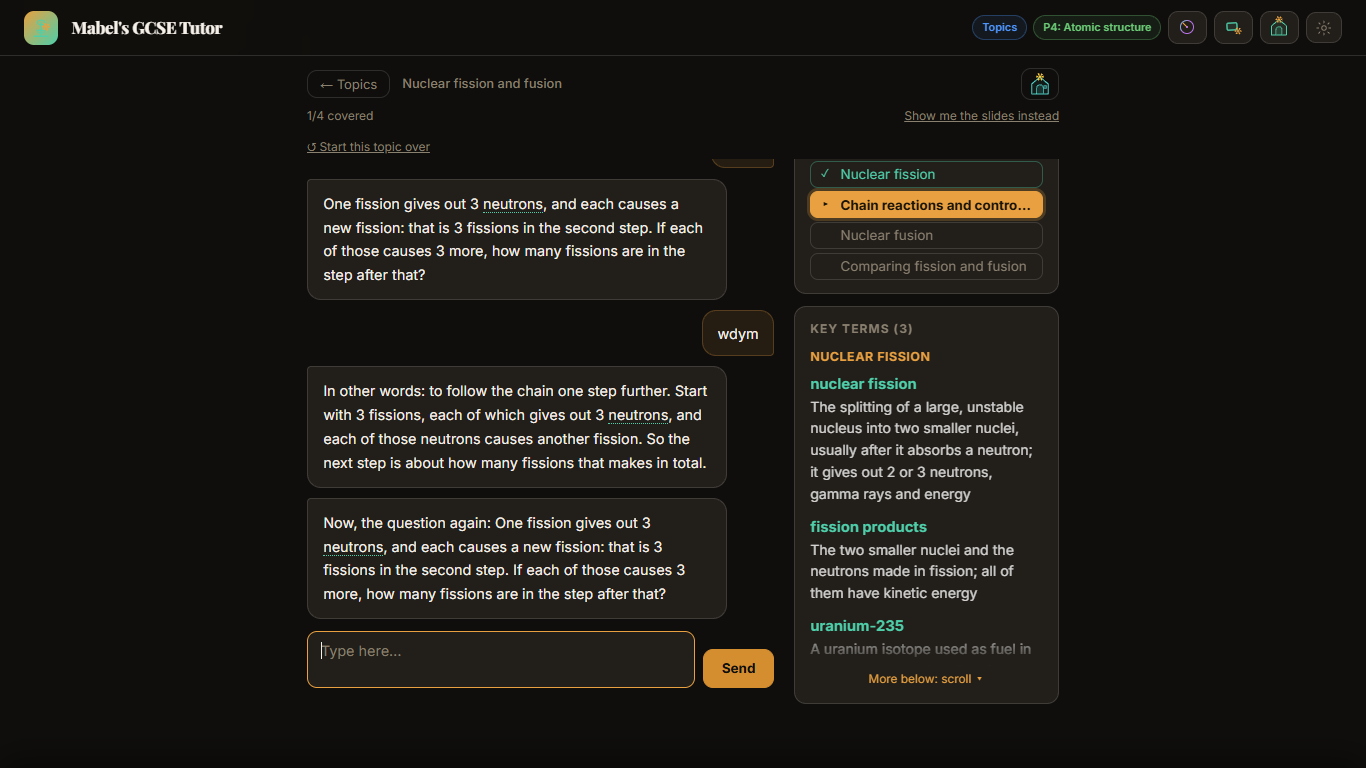 Mabel's GCSE Tutor
Topics
P4: Atomic structure
← Topics
Nuclear fission and fusion
1/4 covered
Show me the slides instead
↺ Start this topic over
One fission gives out 3 neutrons, and each causes a
new fission: that is 3 fissions in the second step. If each
of those causes 3 more, how many fissions are in the
step after that?
wdym
In other words: to follow the chain one step further. Start
with 3 fissions, each of which gives out 3 neutrons, and
each of those neutrons causes another fission. So the
next step is about how many fissions that makes in total.
Now, the question again: One fission gives out 3
neutrons, and each causes a new fission: that is 3
fissions in the second step. If each of those causes 3
more, how many fissions are in the step after that?
Type here...
Send
✓ Nuclear fission
▸ Chain reactions and contro...
Nuclear fusion
Comparing fission and fusion
KEY TERMS (3)
NUCLEAR FISSION
nuclear fission
The splitting of a large, unstable
nucleus into two smaller nuclei,
usually after it absorbs a neutron;
it gives out 2 or 3 neutrons,
gamma rays and energy
fission products
The two smaller nuclei and the
neutrons made in fission; all of
them have kinetic energy
uranium-235
A uranium isotope used as fuel in
More below: scroll ▾